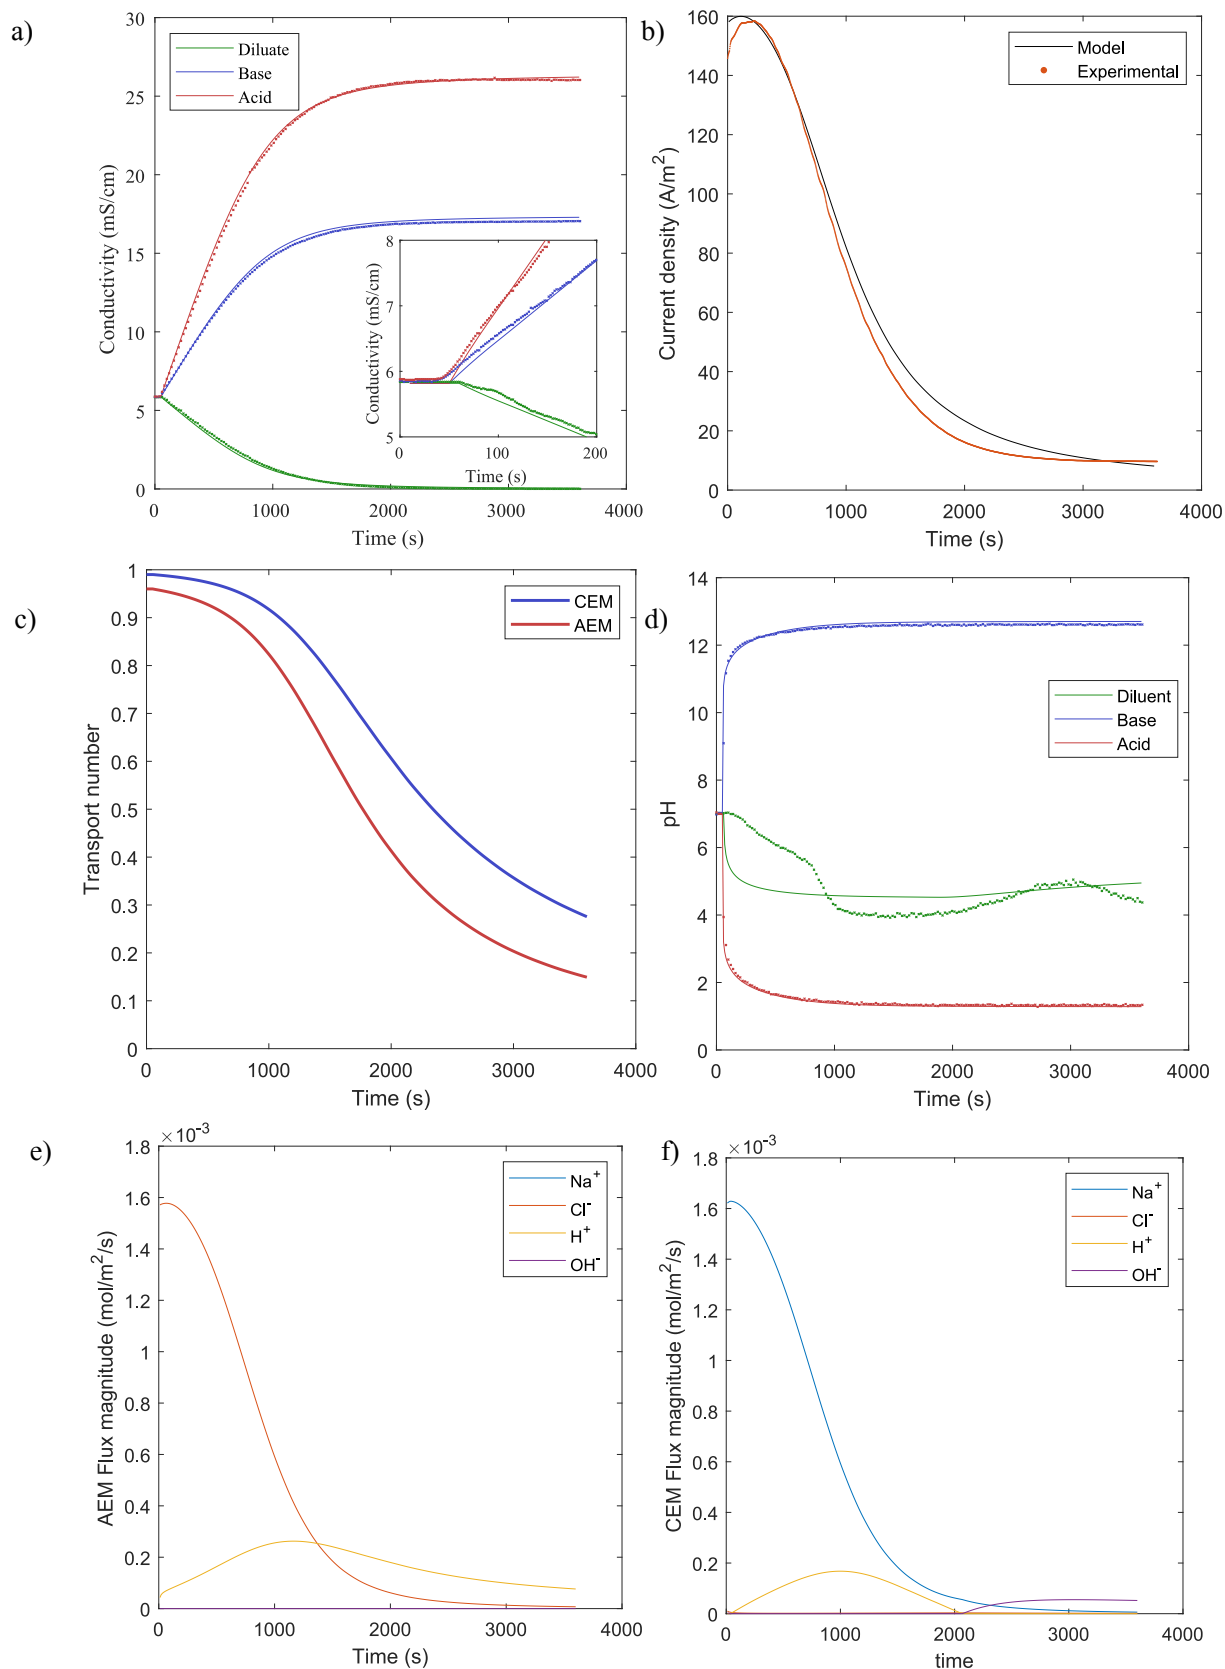 a)
30
25
20
15
10
5
0
Conductivity (mS/cm)
Diluate
Base
Acid
8
7
6
5
Conductivity (mS/cm)
0 100 200
Time (s)
0 1000 2000 3000 4000
Time (s)
b)
160
140
120
100
80
60
40
20
0
Current density (A/m²)
Model
Experimental
0 1000 2000 3000 4000
Time (s)
c)
1
0.9
0.8
0.7
0.6
0.5
0.4
0.3
0.2
0.1
0
Transport number
CEM
AEM
0 1000 2000 3000 4000
Time (s)
d)
14
12
10
8
6
4
2
0
pH
Diluent
Base
Acid
0 1000 2000 3000 4000
Time (s)
e)
×10⁻³
1.8
1.6
1.4
1.2
1
0.8
0.6
0.4
0.2
0
AEM Flux magnitude (mol/m²/s)
Na⁺
Cl⁻
H⁺
OH⁻
0 1000 2000 3000 4000
Time (s)
f)
×10⁻³
1.8
1.6
1.4
1.2
1
0.8
0.6
0.4
0.2
0
CEM Flux magnitude (mol/m²/s)
Na⁺
Cl⁻
H⁺
OH⁻
0 1000 2000 3000 4000
time